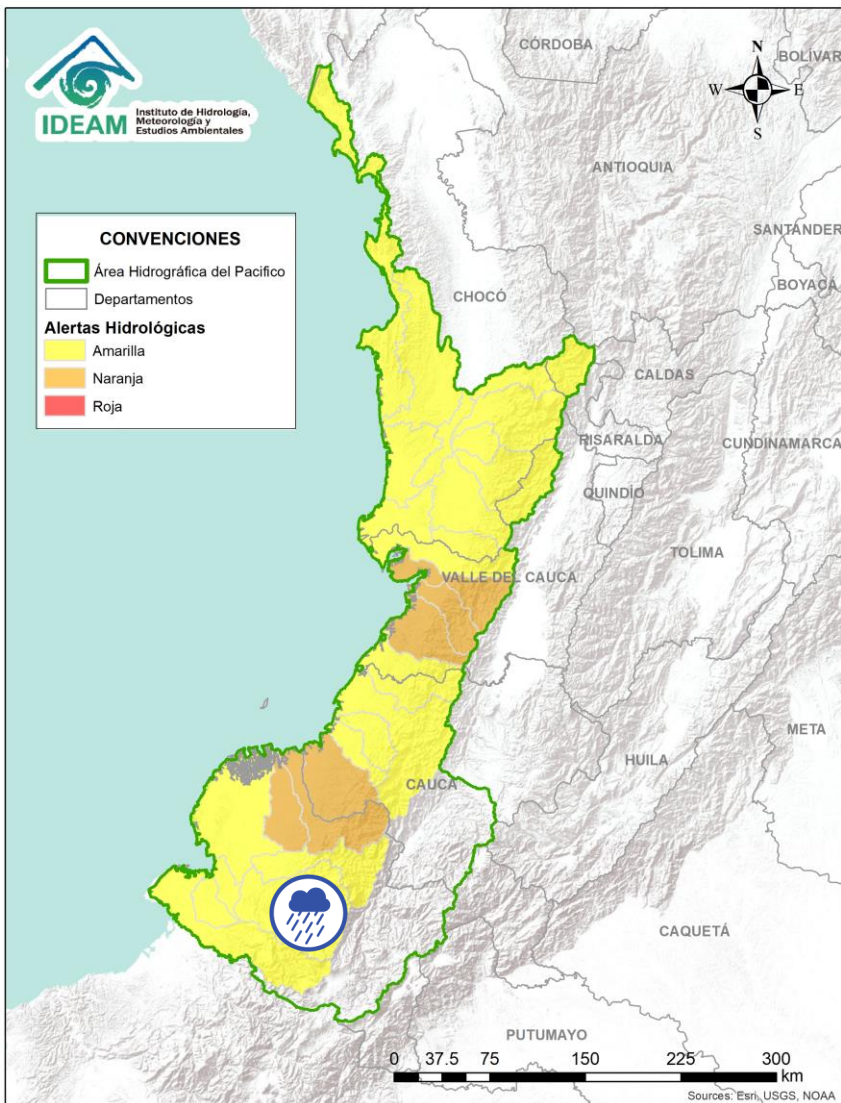 IDEAM
Instituto de Hidrología,
Meteorología y
Estudios Ambientales
N
W
E
S
CONVENCIONES
Área Hidrográfica del Pacifico
Departamentos
Alertas Hidrológicas
Amarilla
Naranja
Roja
CÓRDOBA
BOLÍVAR
ANTIOQUIA
SANTANDER
BOYACÁ
CHOCÓ
CALDAS
RISARALDA
CUNDINAMARCA
QUINDÍO
TOLIMA
VALLE DEL CAUCA
META
HUILA
CAUCA
CAQUETÁ
PUTUMAYO
0 37.5 75 150 225 300
km
Sources: Esri, USGS, NOAA